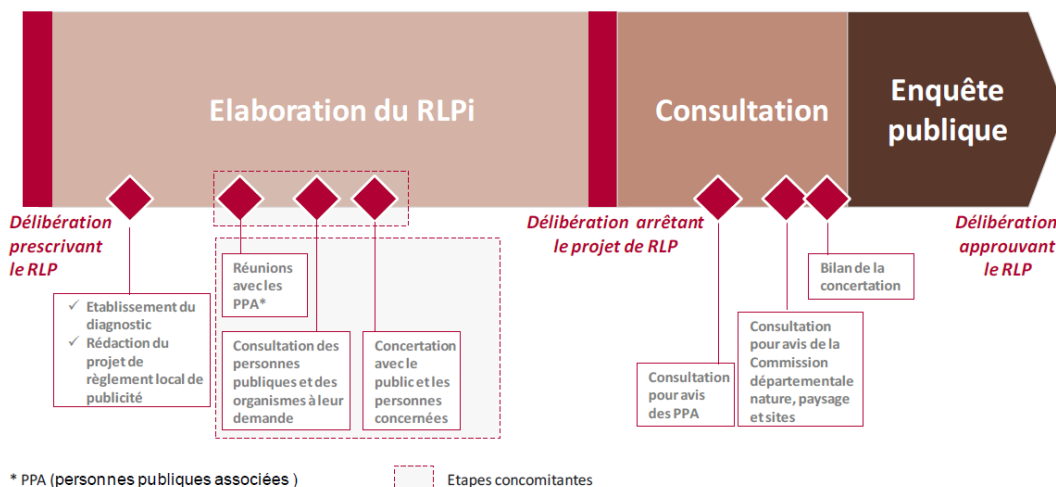 Elaboration du RLPi
Consultation
Enquête
publique
Délibération
prescrivant
le RLP
Délibération arrêtant
le projet de RLP
Délibération
approuvant
le RLP
✓ Etablissement du
diagnostic
✓ Rédaction du
projet de
règlement local de
publicité
Réunions
avec les
PPA*
Consultation des
personnes
publiques et des
organismes à leur
demande
Concertation
avec le
public et les
personnes
concernées
Consultation
pour avis
des PPA
Consultation
pour avis de la
Commission
départementale
nature, paysage
et sites
Bilan de la
concertation
* PPA (personnes publiques associées )
Etapes concomitantes